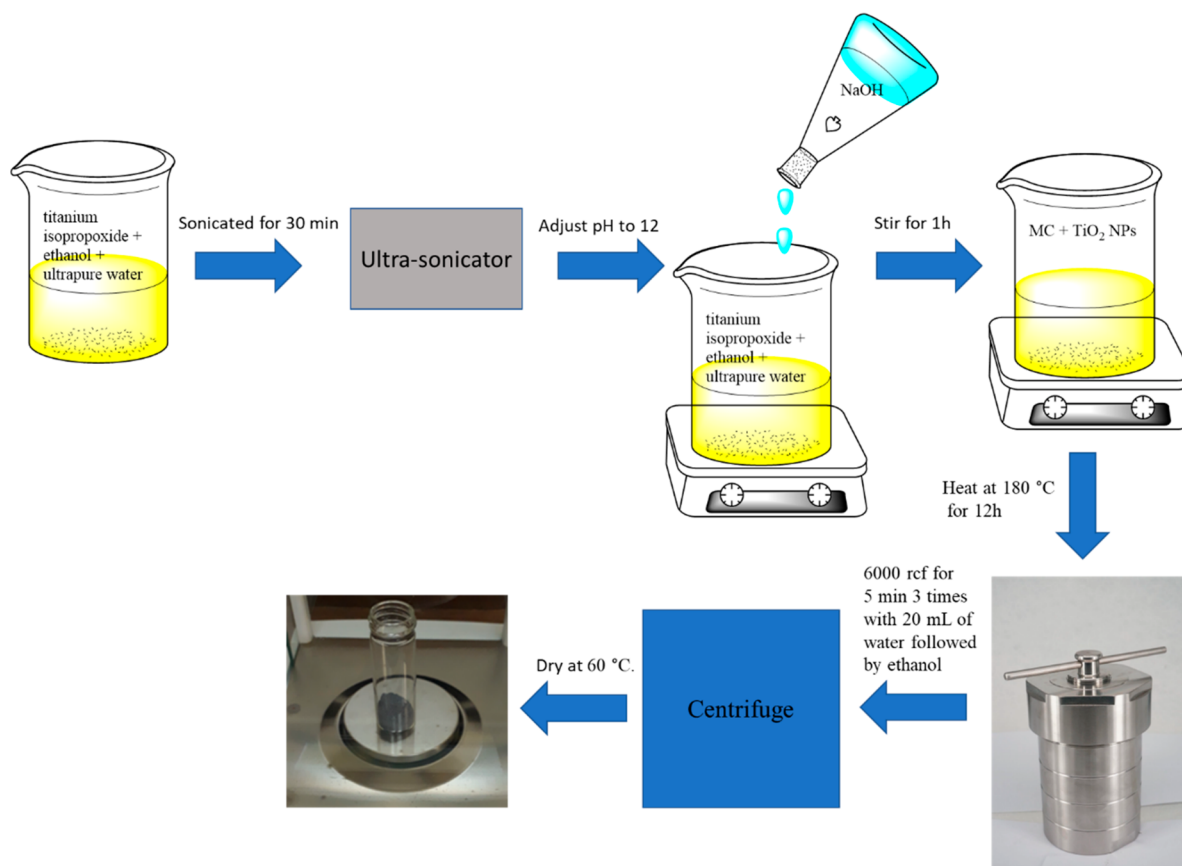 titanium
isopropoxide +
ethanol +
ultrapure water
Sonicated for 30 min
Ultra-sonicator
Adjust pH to 12
NaOH
titanium
isopropoxide +
ethanol +
ultrapure water
Stir for 1h
MC + TiO₂ NPs
Heat at 180 °C
for 12h
6000 rcf for
5 min 3 times
with 20 mL of
water followed
by ethanol
Centrifuge
Dry at 60 °C.